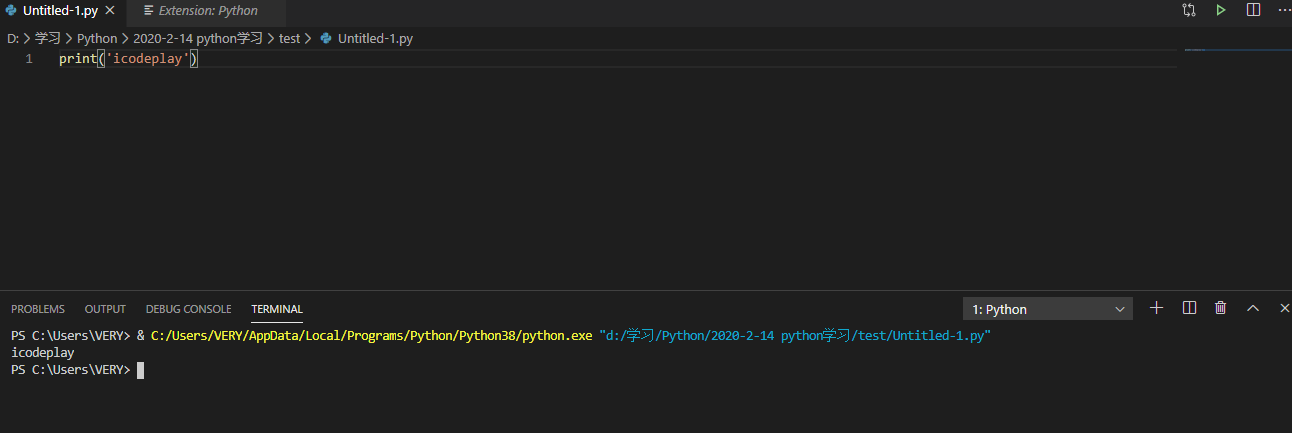 Untitled-1.py Extension: Python
D: > 学习 > Python > 2020-2-14 python学习 > test > Untitled-1.py
1 print('icodeplay')
PROBLEMS OUTPUT DEBUG CONSOLE TERMINAL 1: Python
PS C:\Users\VERY> & C:/Users/VERY/AppData/Local/Programs/Python/Python38/python.exe "d:/学习/Python/2020-2-14 python学习/test/Untitled-1.py"
icodeplay
PS C:\Users\VERY>